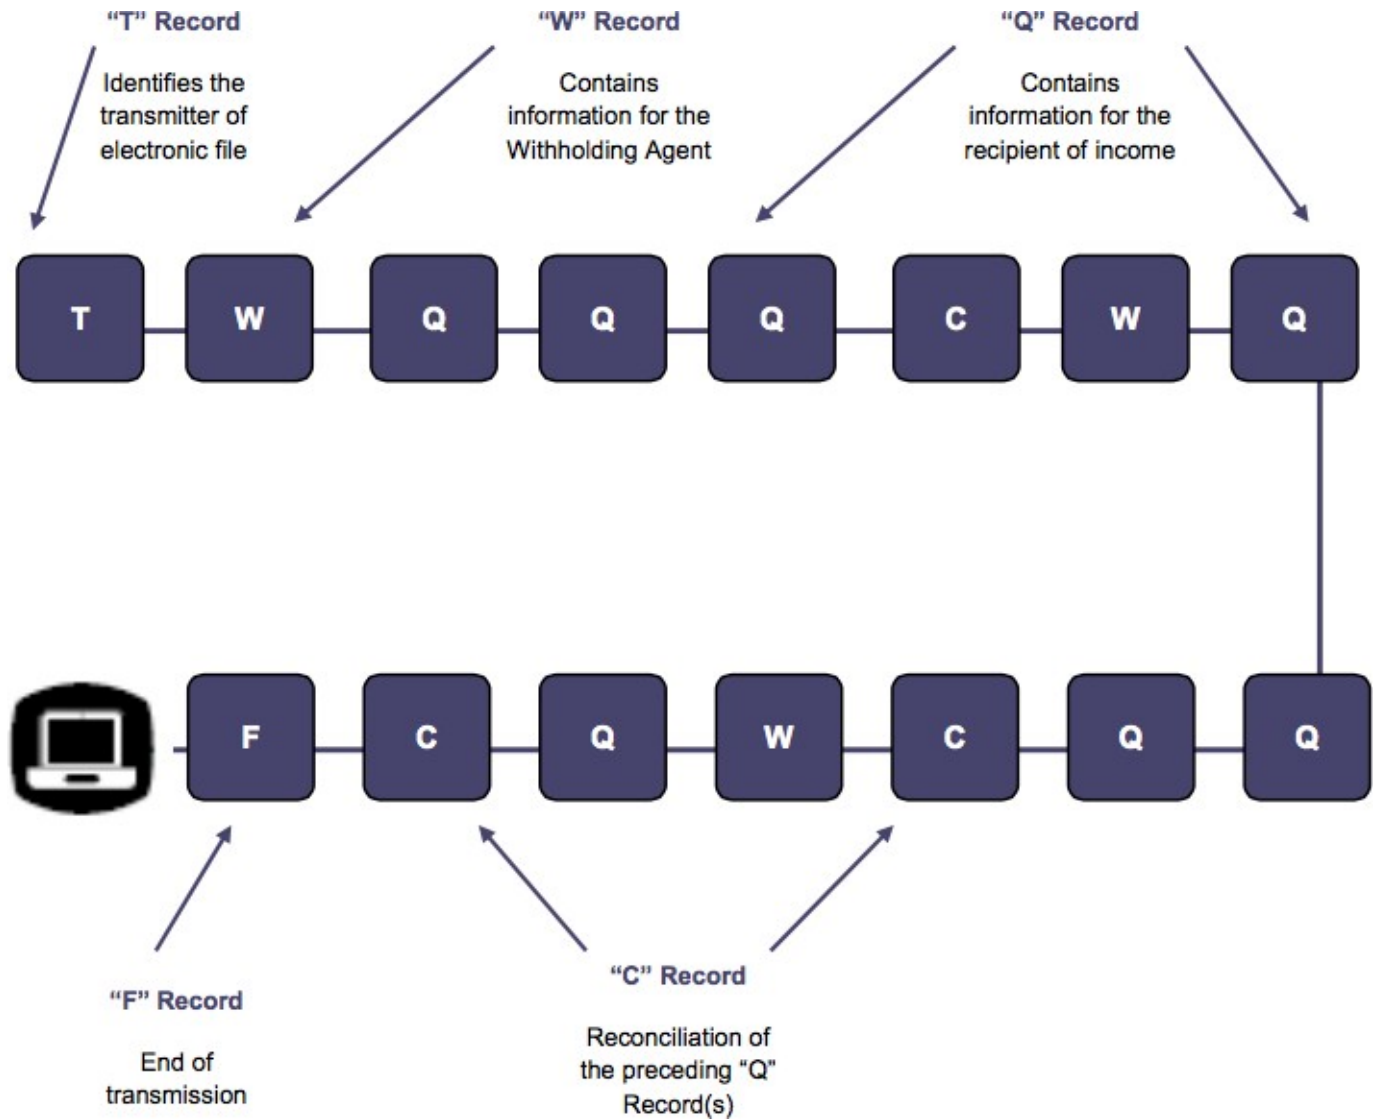 “T” Record
Identifies the
transmitter of
electronic file
“W” Record
Contains
information for the
Withholding Agent
“Q” Record
Contains
information for the
recipient of income
T
W
Q
Q
Q
C
W
Q
F
C
Q
W
C
Q
Q
“F” Record
End of
transmission
“C” Record
Reconciliation of
the preceding “Q”
Record(s)